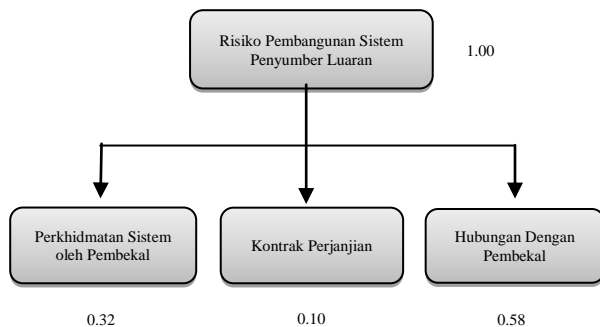 Risiko Pembangunan Sistem
Penyumber Luaran
1.00
Perkhidmatan Sistem
oleh Pembekal
Kontrak Perjanjian
Hubungan Dengan
Pembekal
0.32
0.10
0.58